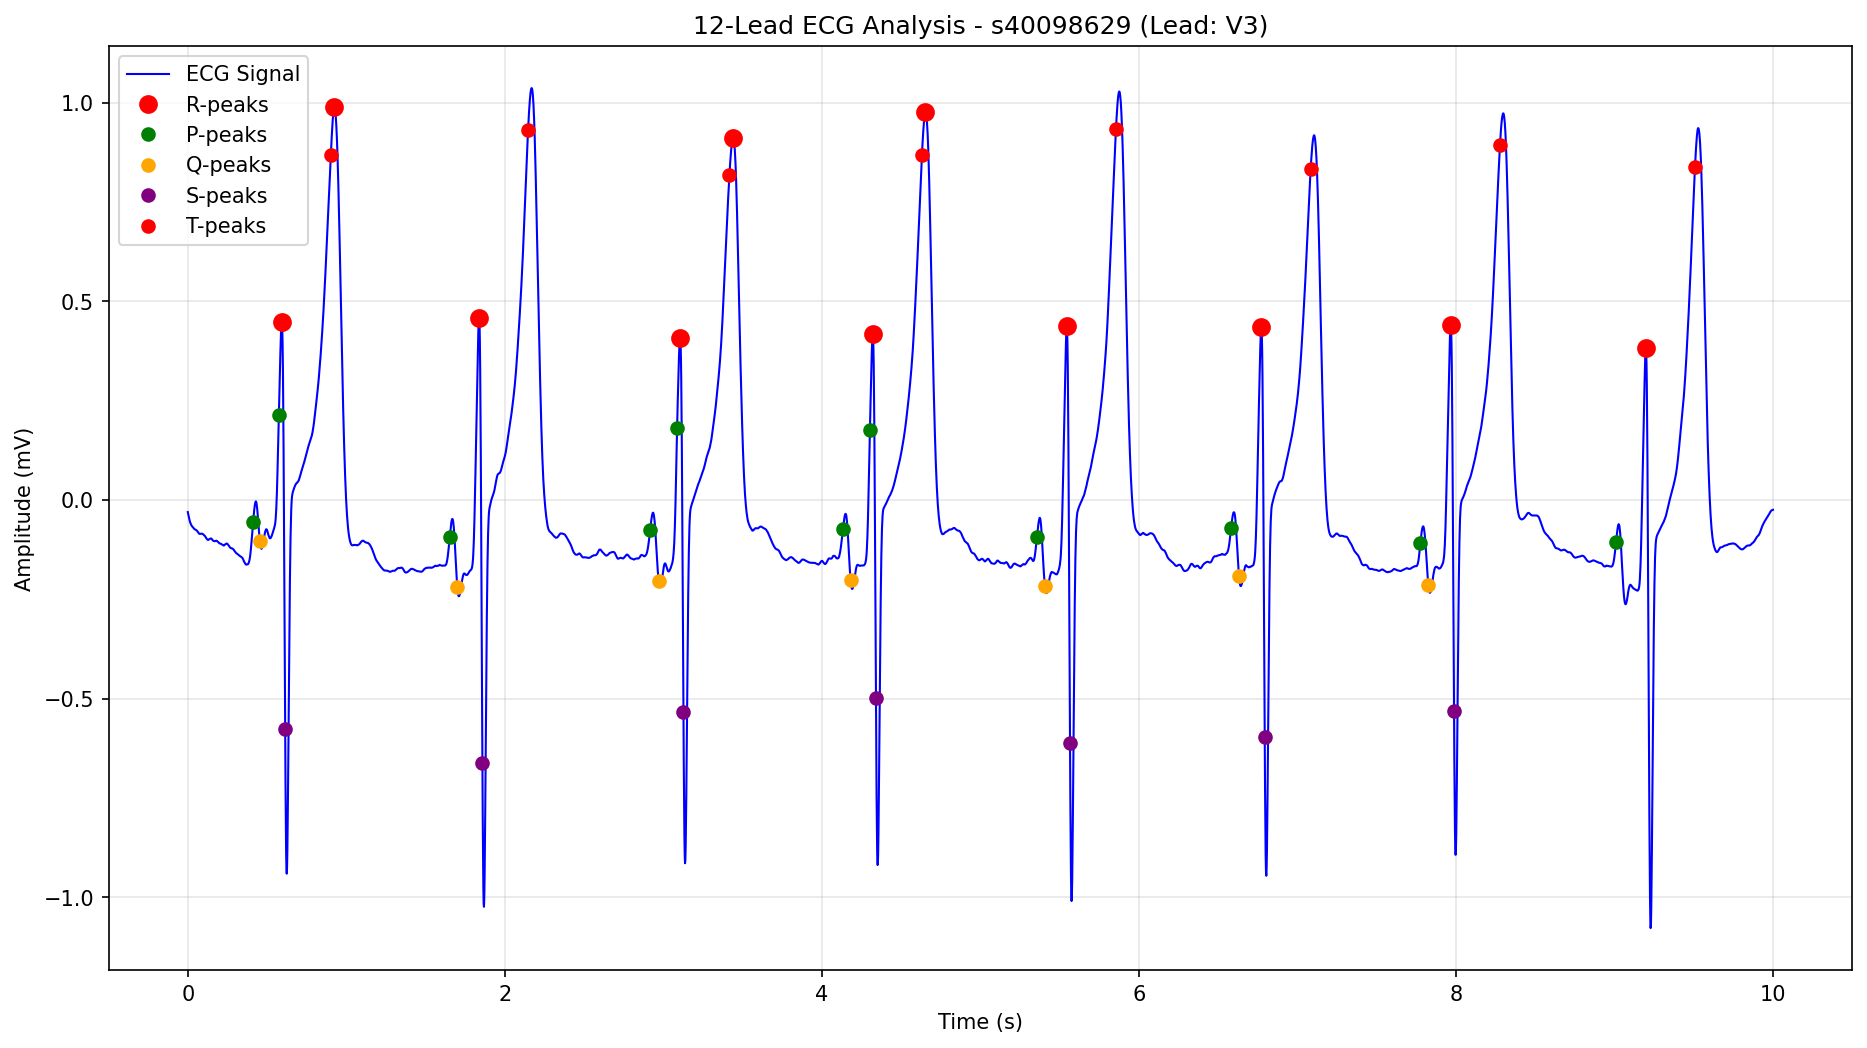 12-Lead ECG Analysis - s40098629 (Lead: V3)
ECG Signal
R-peaks
P-peaks
Q-peaks
S-peaks
T-peaks
Amplitude (mV)
1.0
0.5
0.0
−0.5
−1.0
0 2 4 6 8 10
Time (s)